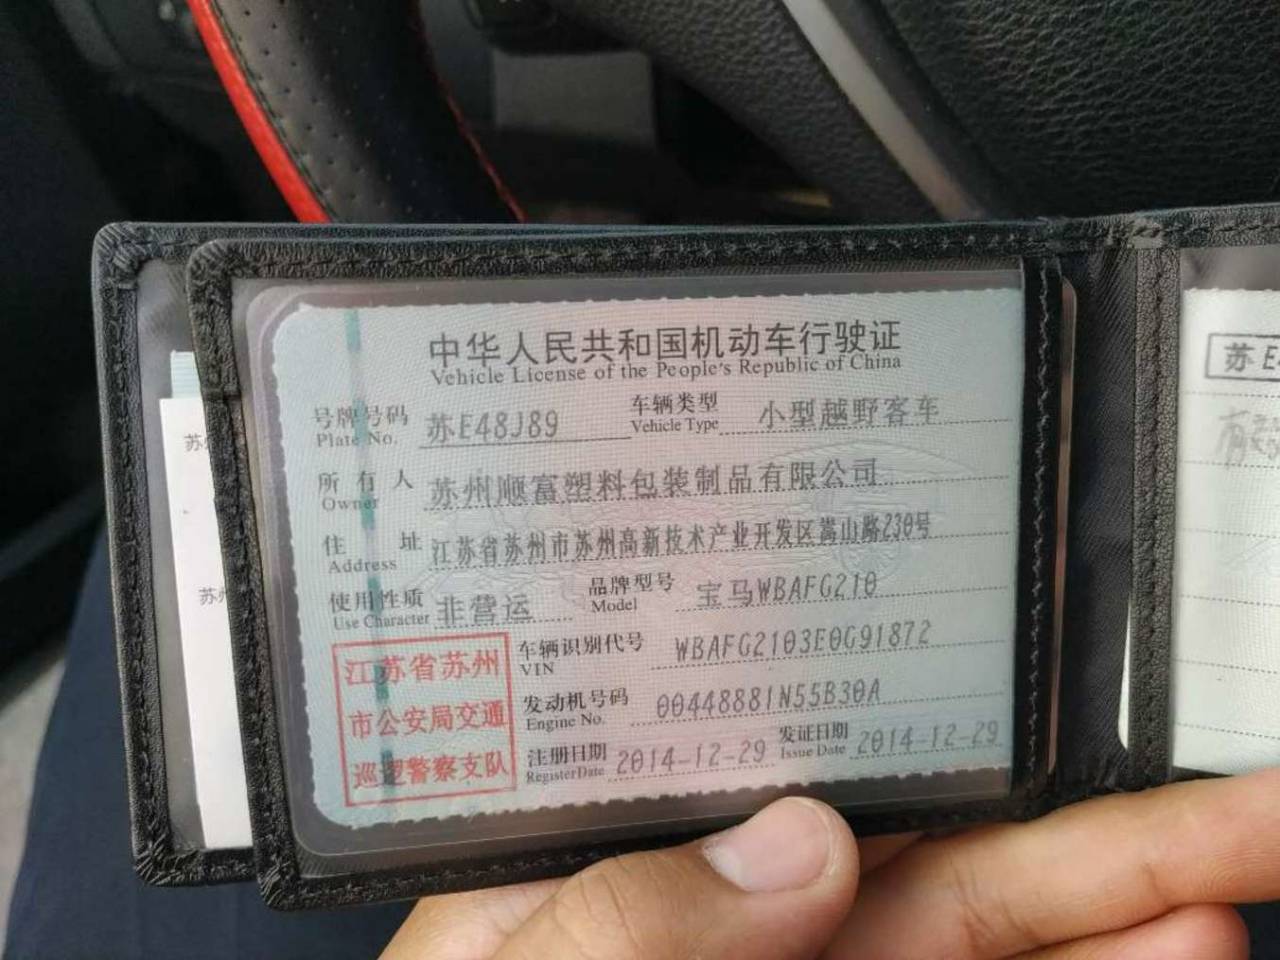 中华人民共和国机动车行驶证
Vehicle License of the People's Republic of China
号牌号码 苏E48J89 车辆类型 小型越野客车
Plate No. Vehicle Type
所有人 苏州顺富塑料包装制品有限公司
Owner
住址 江苏省苏州市苏州高新技术产业开发区嵩山路230号
Address
使用性质 非营运 品牌型号 宝马WBAFG210
Use Character Model
江苏省苏州
市公安局交通
巡逻警察支队
车辆识别代号 WBAFG2103E0G91872
VIN
发动机号码 00448881N55B30A
Engine No.
注册日期 2014-12-29 发证日期 2014-12-29
Register Date Issue Date
苏E
苏
苏州